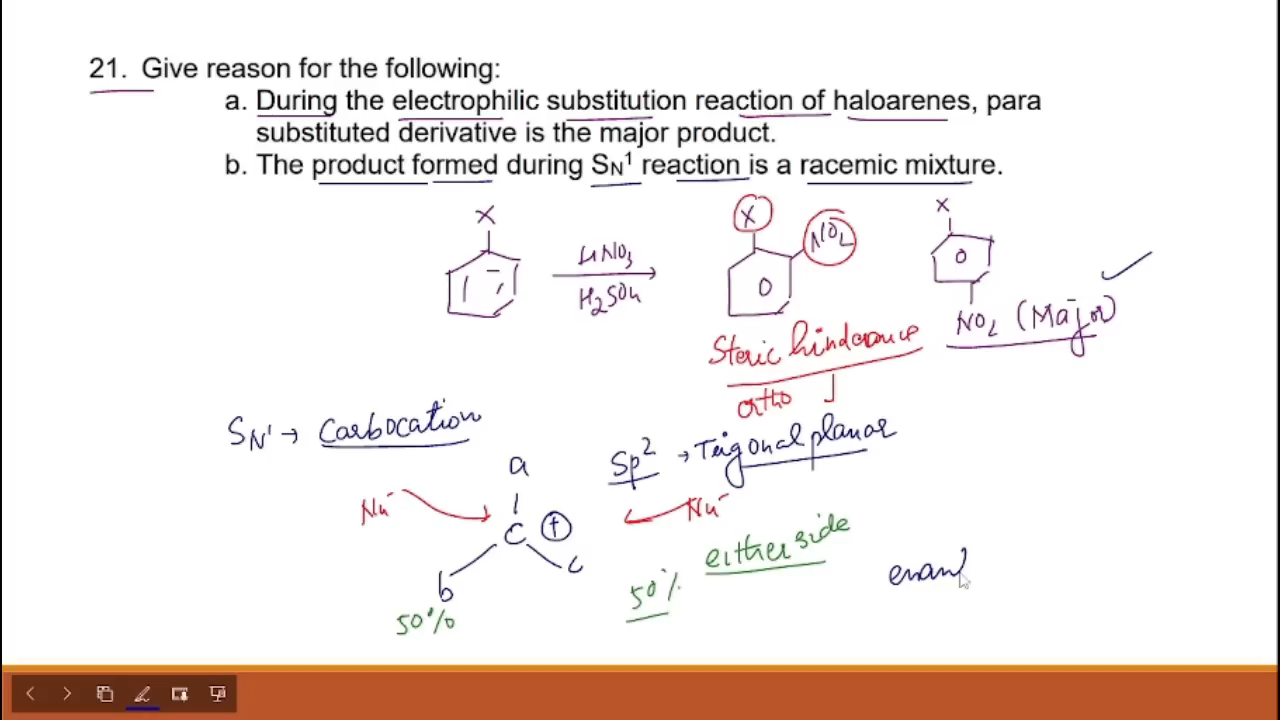 21. Give reason for the following:
a. During the electrophilic substitution reaction of haloarenes, para
substituted derivative is the major product.
b. The product formed during SN1 reaction is a racemic mixture.
X
HNO3
H2SO4
X
NO2
X
NO2 (Major)
Steric hinderance
ortho
SN1 → Carbocation
Sp2 → Trigonal planar
a
Nu-
C +
Nu-
b
c
either side
50%
50%
enant